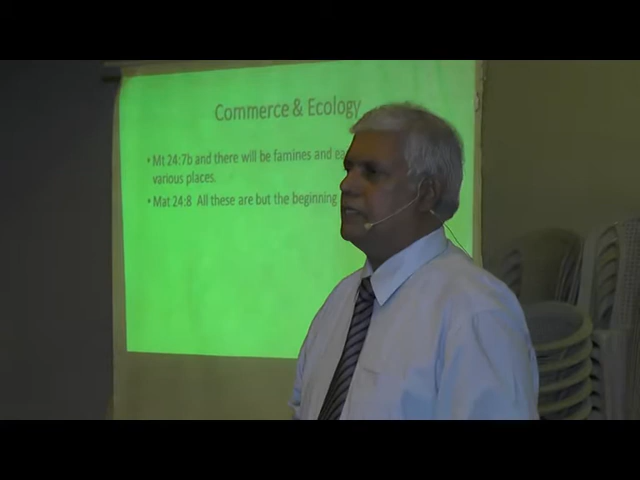 Commerce & Ecology
• Mt 24:7b and there will be famines and
various places.
• Mat 24:8 All these are but the beginning